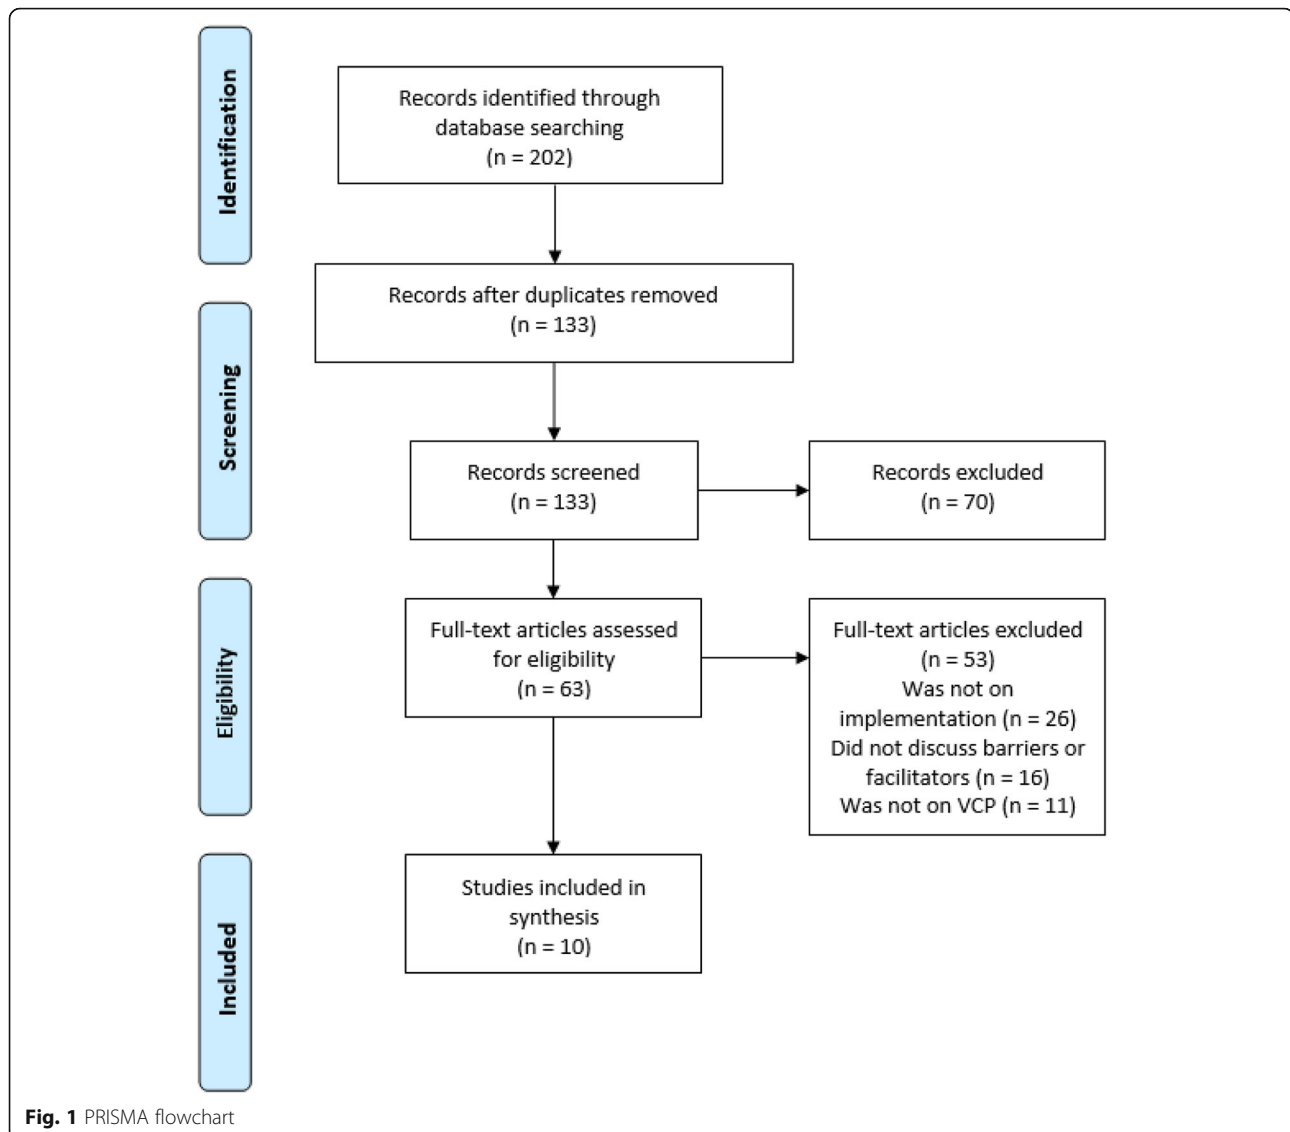 Identification
Records identified through
database searching
(n = 202)
Records after duplicates removed
(n = 133)
Screening
Records screened
(n = 133)
Records excluded
(n = 70)
Eligibility
Full-text articles assessed
for eligibility
(n = 63)
Full-text articles excluded
(n = 53)
Was not on
implementation (n = 26)
Did not discuss barriers or
facilitators (n = 16)
Was not on VCP (n = 11)
Included
Studies included in
synthesis
(n = 10)
Fig. 1 PRISMA flowchart